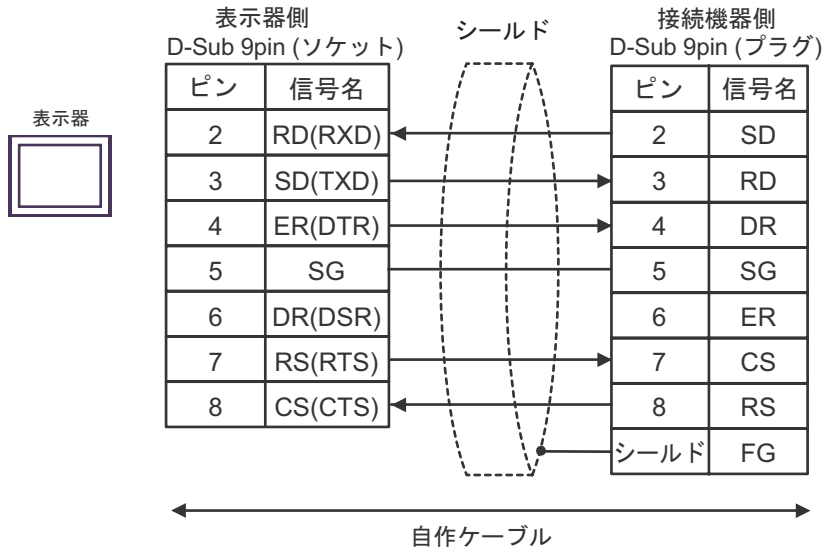 表示器側
D-Sub 9pin (ソケット)
シールド
接続機器側
D-Sub 9pin (プラグ)
表示器
ピン 信号名 ピン 信号名
2 RD(RXD) 2 SD
3 SD(TXD) 3 RD
4 ER(DTR) 4 DR
5 SG 5 SG
6 DR(DSR) 6 ER
7 RS(RTS) 7 CS
8 CS(CTS) 8 RS
シールド FG
自作ケーブル